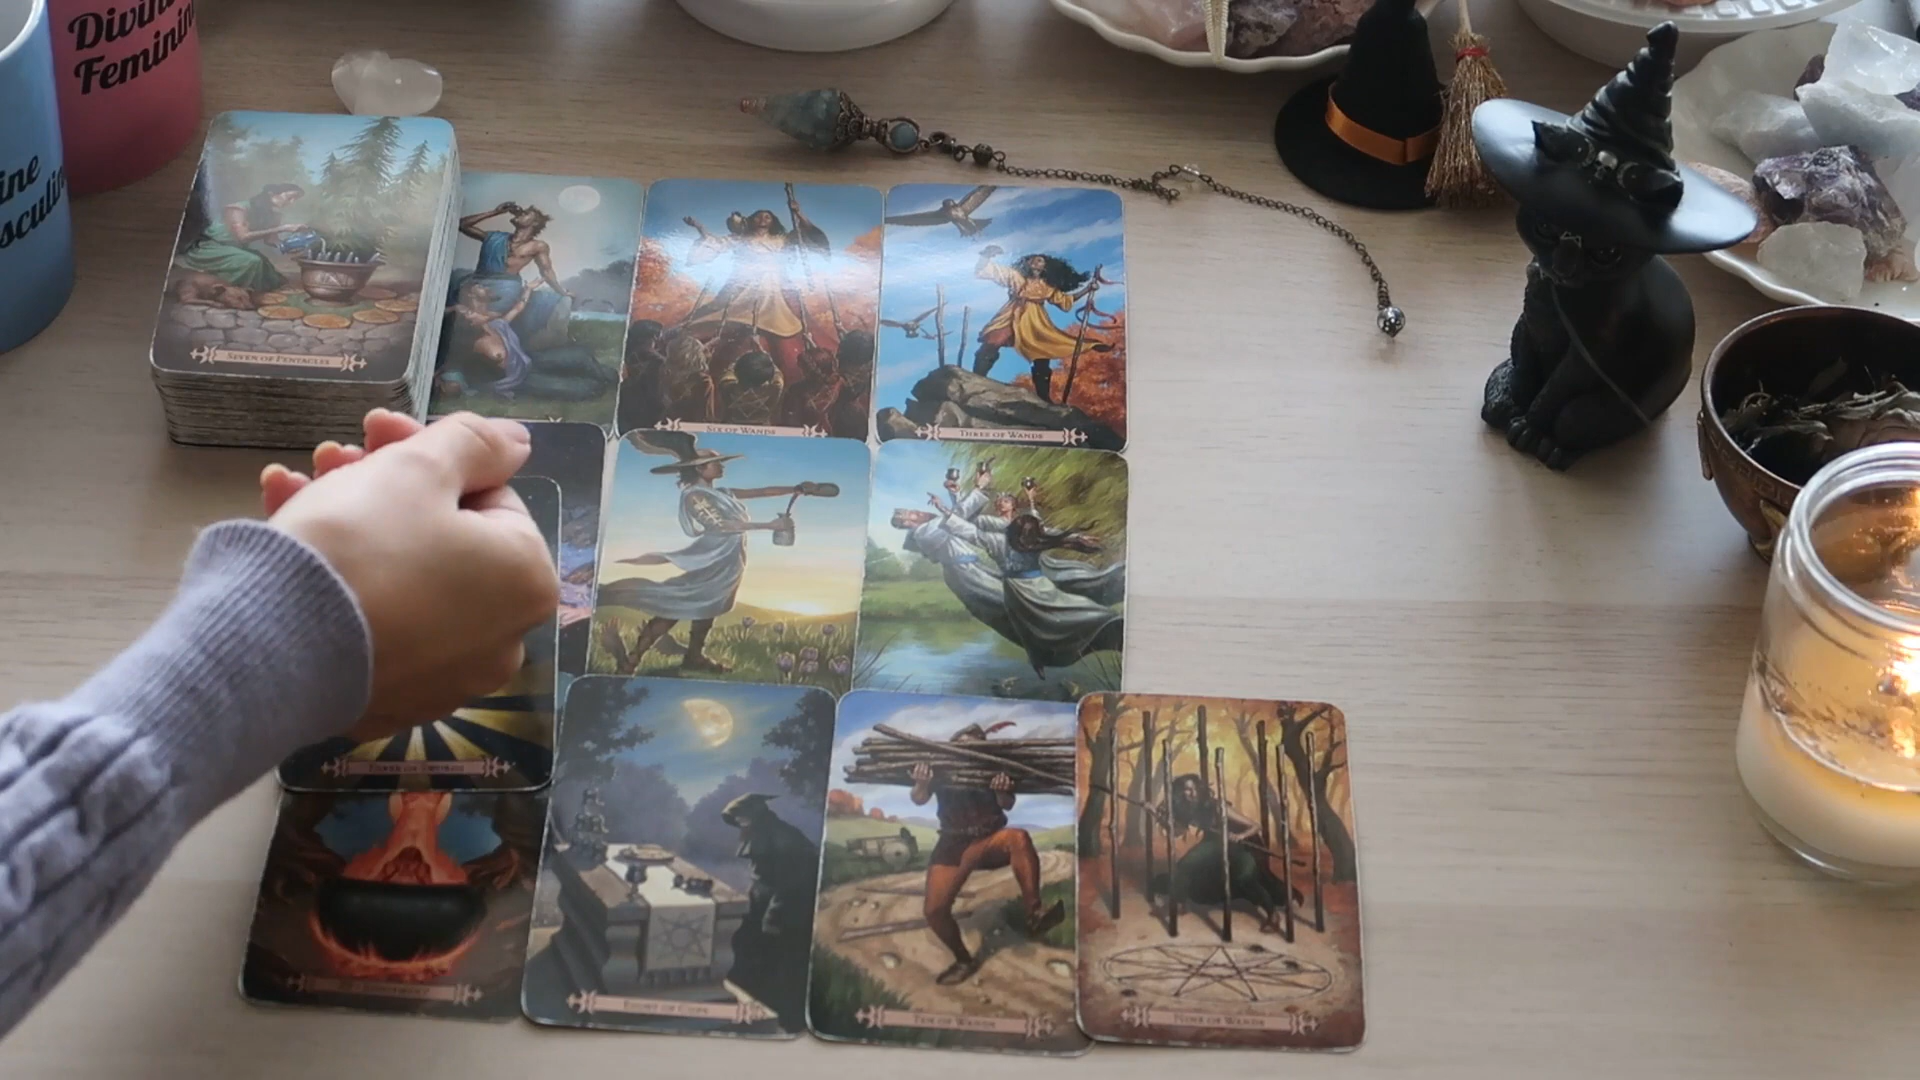 Divine
Feminin
ine
sculin
SEVEN OF PENTACLES
SIX OF WANDS
THREE OF WANDS
EIGHT OF CUPS
TEN OF WANDS
NINE OF WANDS